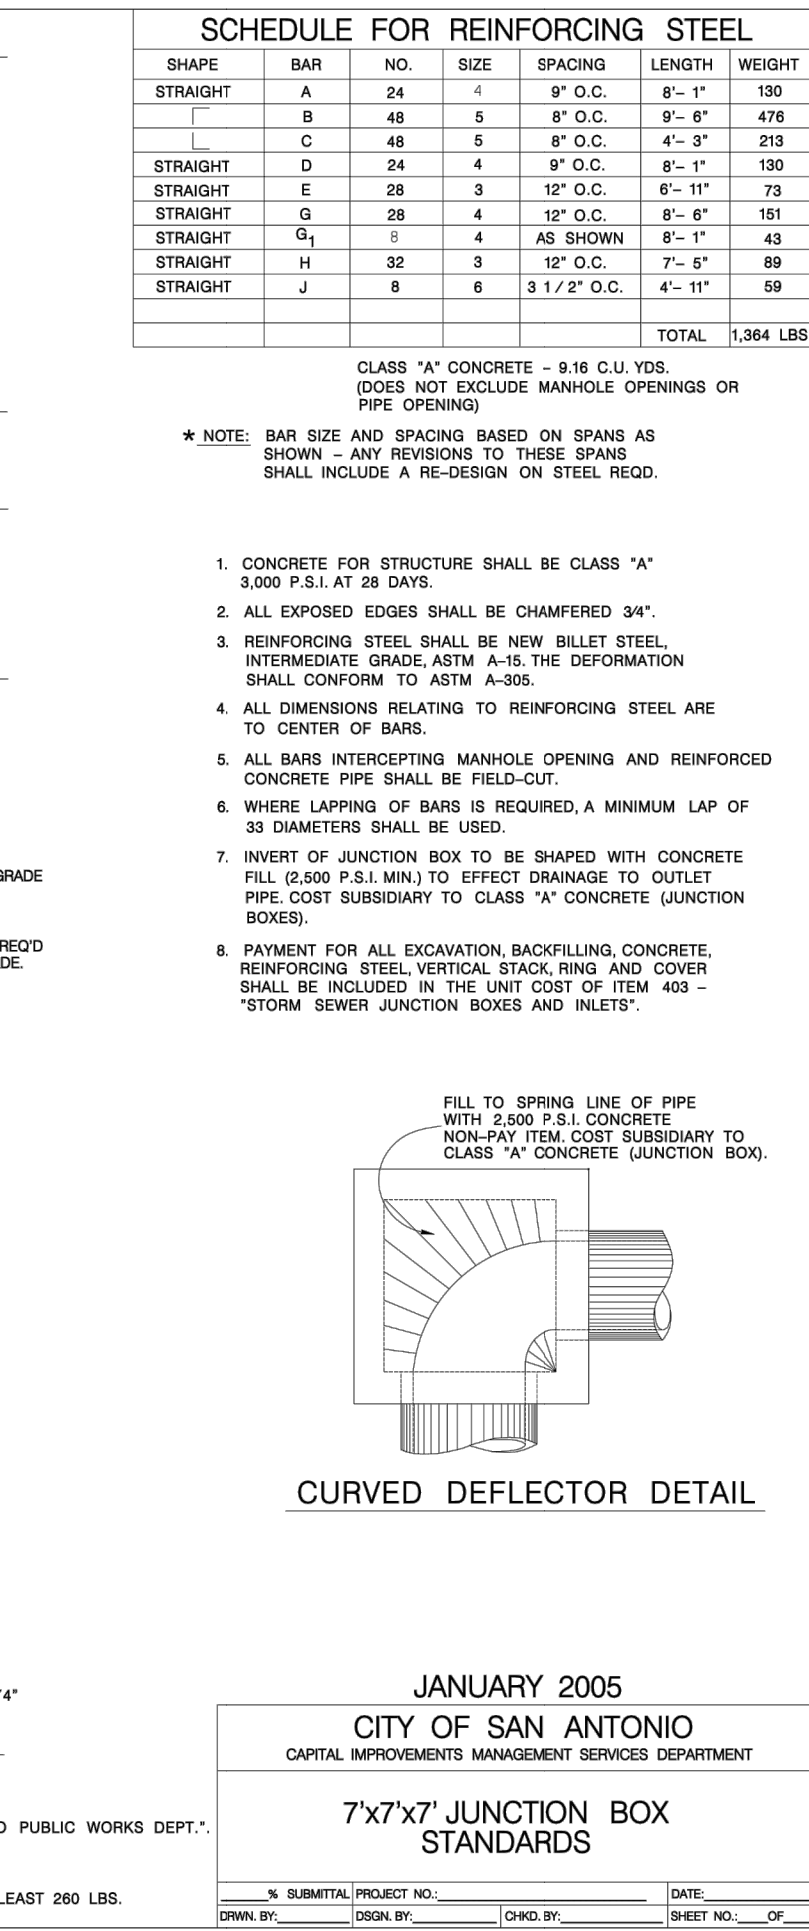 SCHEDULE FOR REINFORCING STEEL
SHAPE BAR NO. SIZE SPACING LENGTH WEIGHT
STRAIGHT A 24 4 9" O.C. 8'– 1" 130
B 48 5 8" O.C. 9'– 6" 476
C 48 5 8" O.C. 4'– 3" 213
STRAIGHT D 24 4 9" O.C. 8'– 1" 130
STRAIGHT E 28 3 12" O.C. 6'– 11" 73
STRAIGHT G 28 4 12" O.C. 8'– 6" 151
STRAIGHT G1 8 4 AS SHOWN 8'– 1" 43
STRAIGHT H 32 3 12" O.C. 7'– 5" 89
STRAIGHT J 8 6 3 1/2" O.C. 4'– 11" 59
TOTAL 1,364 LBS
CLASS "A" CONCRETE – 9.16 C.U. YDS.
(DOES NOT EXCLUDE MANHOLE OPENINGS OR
PIPE OPENING)
* NOTE: BAR SIZE AND SPACING BASED ON SPANS AS
SHOWN – ANY REVISIONS TO THESE SPANS
SHALL INCLUDE A RE–DESIGN ON STEEL REQD.
1. CONCRETE FOR STRUCTURE SHALL BE CLASS "A"
3,000 P.S.I. AT 28 DAYS.
2. ALL EXPOSED EDGES SHALL BE CHAMFERED 3/4".
3. REINFORCING STEEL SHALL BE NEW BILLET STEEL,
INTERMEDIATE GRADE, ASTM A–15. THE DEFORMATION
SHALL CONFORM TO ASTM A–305.
4. ALL DIMENSIONS RELATING TO REINFORCING STEEL ARE
TO CENTER OF BARS.
5. ALL BARS INTERCEPTING MANHOLE OPENING AND REINFORCED
CONCRETE PIPE SHALL BE FIELD–CUT.
6. WHERE LAPPING OF BARS IS REQUIRED, A MINIMUM LAP OF
33 DIAMETERS SHALL BE USED.
7. INVERT OF JUNCTION BOX TO BE SHAPED WITH CONCRETE
FILL (2,500 P.S.I. MIN.) TO EFFECT DRAINAGE TO OUTLET
PIPE. COST SUBSIDIARY TO CLASS "A" CONCRETE (JUNCTION
BOXES).
GRADE
REQ'D
DE.
8. PAYMENT FOR ALL EXCAVATION, BACKFILLING, CONCRETE,
REINFORCING STEEL, VERTICAL STACK, RING AND COVER
SHALL BE INCLUDED IN THE UNIT COST OF ITEM 403 –
"STORM SEWER JUNCTION BOXES AND INLETS".
FILL TO SPRING LINE OF PIPE
WITH 2,500 P.S.I. CONCRETE
NON–PAY ITEM. COST SUBSIDIARY TO
CLASS "A" CONCRETE (JUNCTION BOX).
CURVED DEFLECTOR DETAIL
/4"
PUBLIC WORKS DEPT.".
LEAST 260 LBS.
JANUARY 2005
CITY OF SAN ANTONIO
CAPITAL IMPROVEMENTS MANAGEMENT SERVICES DEPARTMENT
7'x7'x7' JUNCTION BOX
STANDARDS
% SUBMITTAL PROJECT NO.: DATE:
DRWN. BY: DSGN. BY: CHKD. BY: SHEET NO.: OF